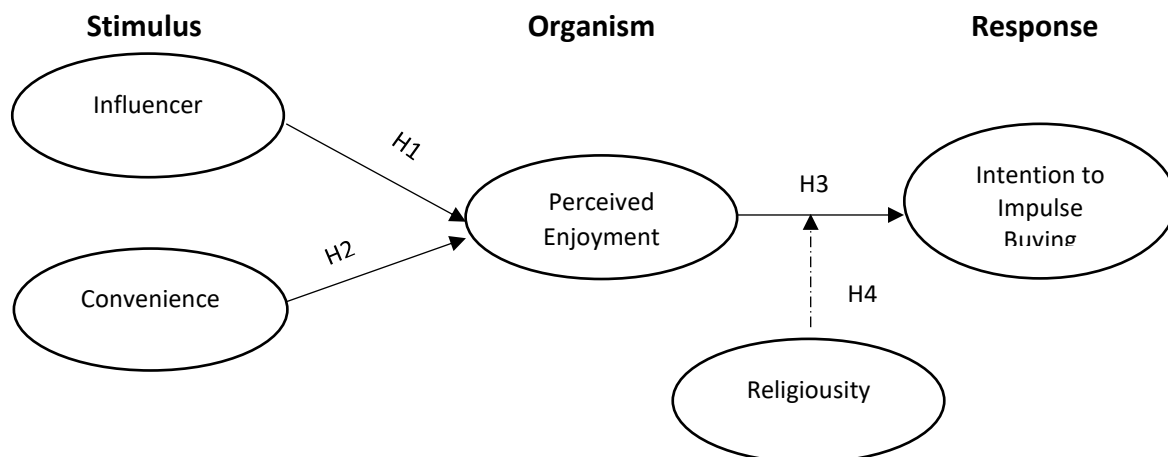 Stimulus
Organism
Response
Influencer
H1
Perceived
Enjoyment
H3
Intention to
Impulse
Buying
H2
Convenience
H4
Religiousity